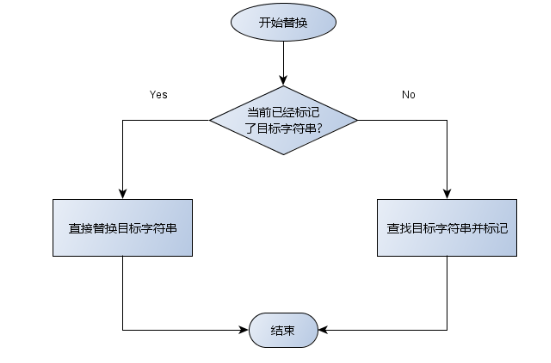 开始替换
Yes
No
当前已经标记
了目标字符串?
直接替换目标字符串
查找目标字符串并标记
结束